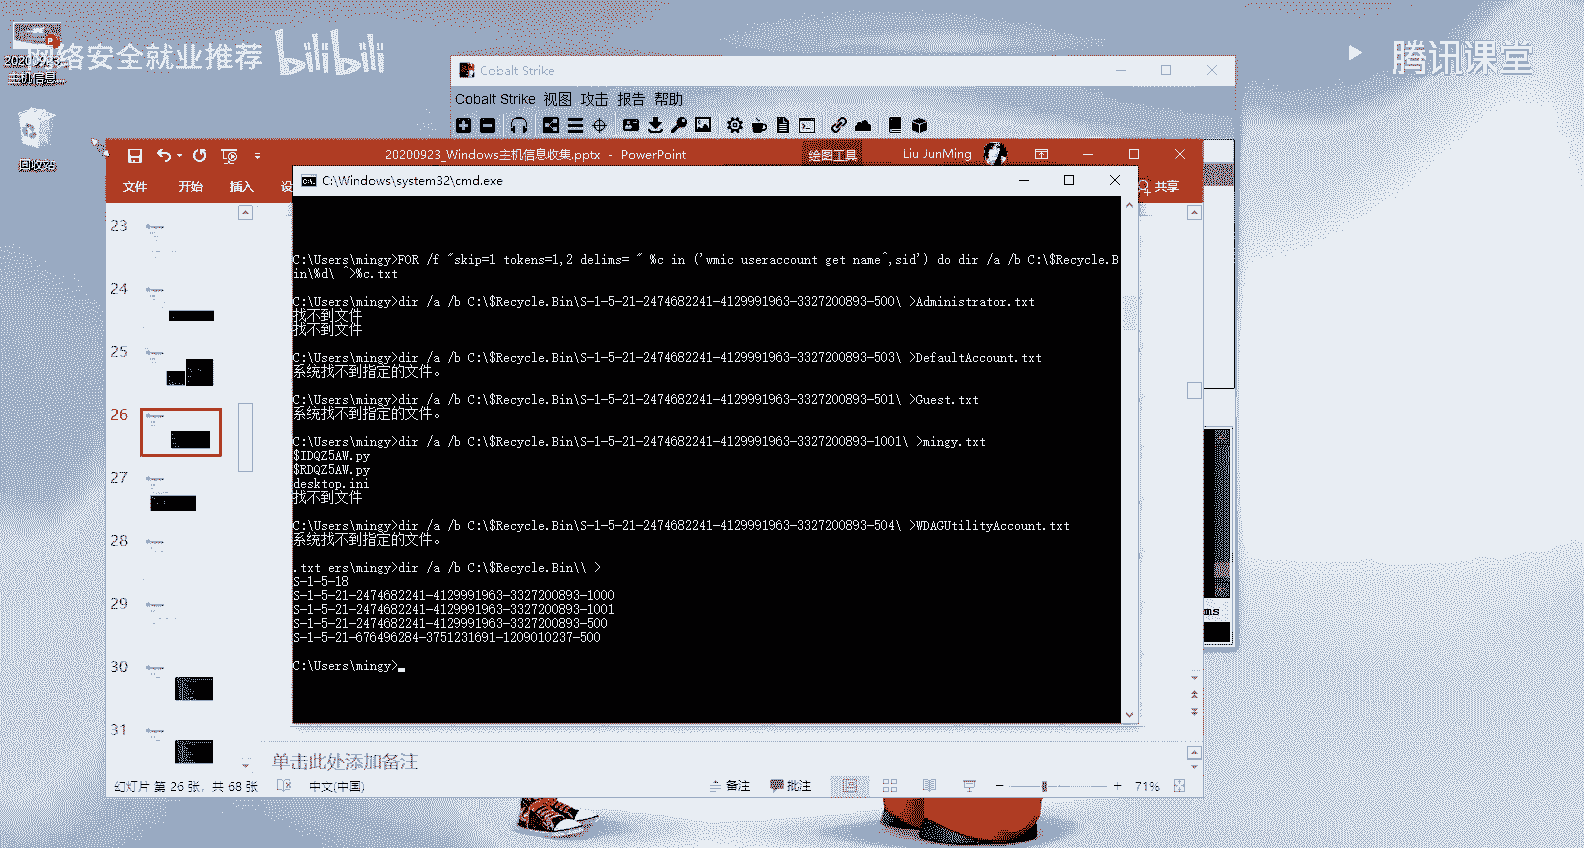 网络安全就业推荐
bilibili
腾讯课堂
主机信息...
回收站
Cobalt Strike
Cobalt Strike 视图 攻击 报告 帮助
20200923_Windows主机信息收集.pptx - PowerPoint
绘图工具
Liu JunMing
文件 开始 插入 设
共享
C:\Windows\system32\cmd.exe
C:\Users\mingy>FOR /f "skip=1 tokens=1,2 delims= " %c in ('wmic useraccount get name^,sid') do dir /a /b C:\$Recycle.B
in\%d\ ^>%c.txt
C:\Users\mingy>dir /a /b C:\$Recycle.Bin\S-1-5-21-2474682241-4129991963-3327200893-500\ >Administrator.txt
找不到文件
找不到文件
C:\Users\mingy>dir /a /b C:\$Recycle.Bin\S-1-5-21-2474682241-4129991963-3327200893-503\ >DefaultAccount.txt
系统找不到指定的文件。
C:\Users\mingy>dir /a /b C:\$Recycle.Bin\S-1-5-21-2474682241-4129991963-3327200893-501\ >Guest.txt
系统找不到指定的文件。
C:\Users\mingy>dir /a /b C:\$Recycle.Bin\S-1-5-21-2474682241-4129991963-3327200893-1001\ >mingy.txt
$IDQZ5AW.py
$RDQZ5AW.py
desktop.ini
找不到文件
C:\Users\mingy>dir /a /b C:\$Recycle.Bin\S-1-5-21-2474682241-4129991963-3327200893-504\ >WDAGUtilityAccount.txt
系统找不到指定的文件。
.txt ers\mingy>dir /a /b C:\$Recycle.Bin\\ >
S-1-5-18
S-1-5-21-2474682241-4129991963-3327200893-1000
S-1-5-21-2474682241-4129991963-3327200893-1001
S-1-5-21-2474682241-4129991963-3327200893-500
S-1-5-21-676496284-3751231691-1209010237-500
C:\Users\mingy>
23
24
25
26
27
28
29
30
31
ms
单击此处添加备注
幻灯片 第 26 张，共 68 张 中文(中国) 备注 批注 71%